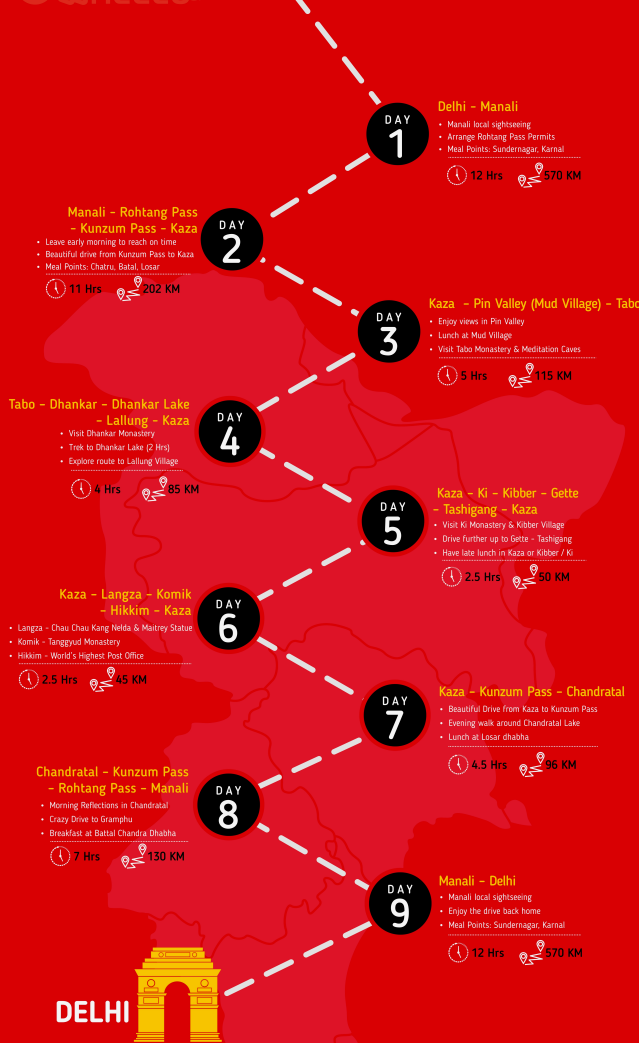 DAY
1
Delhi - Manali
• Manali local sightseeing
• Arrange Rohtang Pass Permits
• Meal Points: Sundernagar, Karnal
12 Hrs 570 KM
Manali - Rohtang Pass
- Kunzum Pass - Kaza
• Leave early morning to reach on time
• Beautiful drive from Kunzum Pass to Kaza
• Meal Points: Chatru, Batal, Losar
11 Hrs 202 KM
DAY
2
DAY
3
Kaza - Pin Valley (Mud Village) - Tabo
• Enjoy views in Pin Valley
• Lunch at Mud Village
• Visit Tabo Monastery & Meditation Caves
5 Hrs 115 KM
Tabo - Dhankar - Dhankar Lake
- Lallung - Kaza
• Visit Dhankar Monastery
• Trek to Dhankar Lake (2 Hrs)
• Explore route to Lallung Village
4 Hrs 85 KM
DAY
4
DAY
5
Kaza - Ki - Kibber - Gette
- Tashigang - Kaza
• Visit Ki Monastery & Kibber Village
• Drive further up to Gette - Tashigang
• Have late lunch in Kaza or Kibber / Ki
2.5 Hrs 50 KM
Kaza - Langza - Komik
- Hikkim - Kaza
• Langza - Chau Chau Kang Nelda & Maitrey Statue
• Komik - Tanggyud Monastery
• Hikkim - World's Highest Post Office
2.5 Hrs 45 KM
DAY
6
DAY
7
Kaza - Kunzum Pass - Chandratal
• Beautiful Drive from Kaza to Kunzum Pass
• Evening walk around Chandratal Lake
• Lunch at Losar dhabha
4.5 Hrs 96 KM
Chandratal - Kunzum Pass
- Rohtang Pass - Manali
• Morning Reflections in Chandratal
• Crazy Drive to Gramphu
• Breakfast at Battal Chandra Dhabha
7 Hrs 130 KM
DAY
8
DAY
9
Manali - Delhi
• Manali local sightseeing
• Enjoy the drive back home
• Meal Points: Sundernagar, Karnal
12 Hrs 570 KM
DELHI